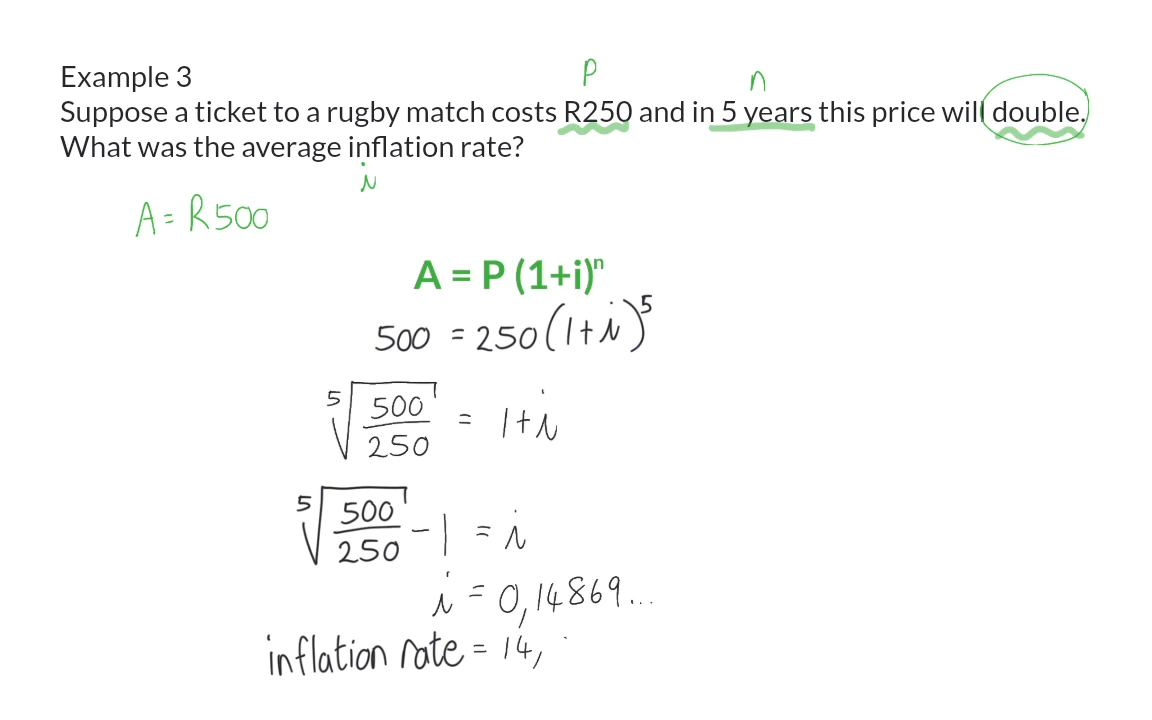 Example 3
P n
Suppose a ticket to a rugby match costs R250 and in 5 years this price will double.
What was the average inflation rate?
i
A = R500
A = P (1+i)ⁿ
500 = 250(1+i)⁵
⁵√(500/250) = 1+i
⁵√(500/250) - 1 = i
i = 0,14869...
inflation rate = 14,